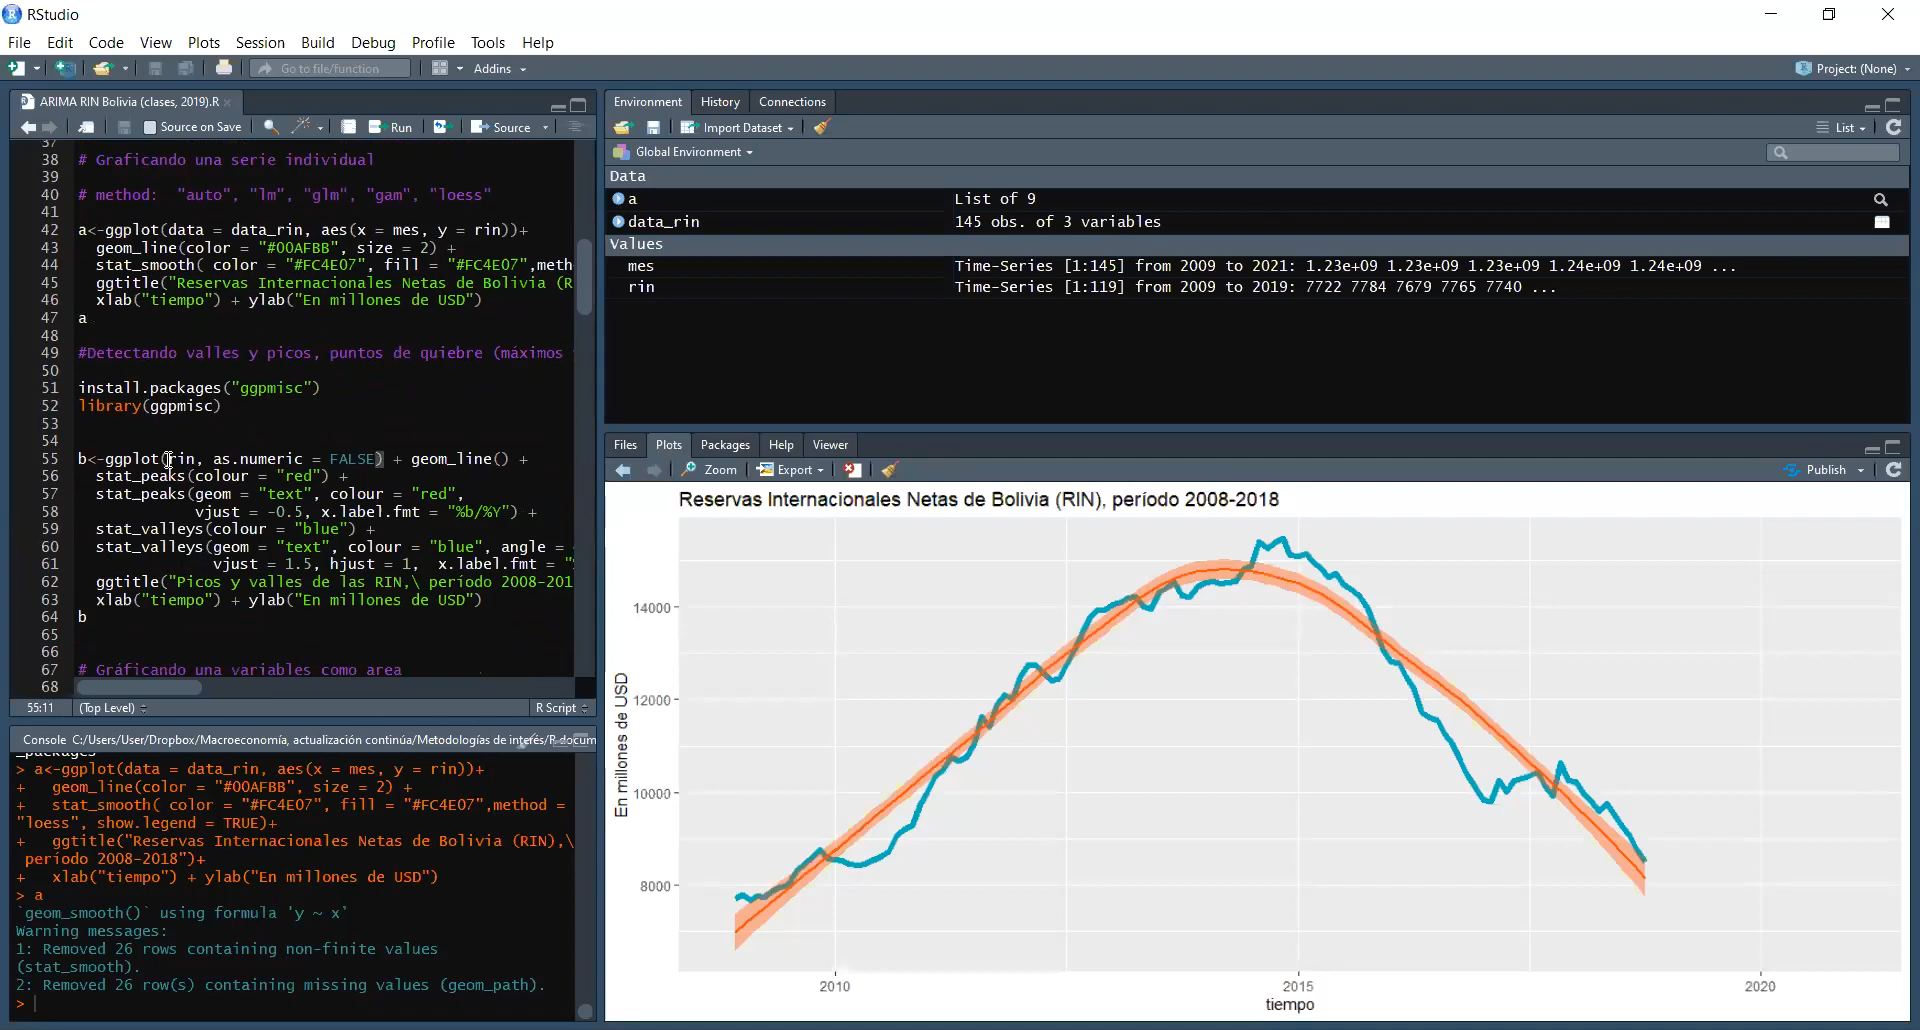 RStudio
File Edit Code View Plots Session Build Debug Profile Tools Help
Go to file/function
Addins
Project: (None)
ARIMA RIN Bolivia (clases, 2019).R
Source on Save
Run
Source
37
38 # Graficando una serie individual
39
40 # method: "auto", "lm", "glm", "gam", "loess"
41
42 a<-ggplot(data = data_rin, aes(x = mes, y = rin))+
43 geom_line(color = "#00AFBB", size = 2) +
44 stat_smooth( color = "#FC4E07", fill = "#FC4E07",meth
45 ggtitle("Reservas Internacionales Netas de Bolivia (R
46 xlab("tiempo") + ylab("En millones de USD")
47 a
48
49 #Detectando valles y picos, puntos de quiebre (máximos
50
51 install.packages("ggpmisc")
52 library(ggpmisc)
53
54
55 b<-ggplot(rin, as.numeric = FALSE) + geom_line() +
56 stat_peaks(colour = "red") +
57 stat_peaks(geom = "text", colour = "red",
58 vjust = -0.5, x.label.fmt = "%b/%Y") +
59 stat_valleys(colour = "blue") +
60 stat_valleys(geom = "text", colour = "blue", angle =
61 vjust = 1.5, hjust = 1, x.label.fmt = "
62 ggtitle("Picos y valles de las RIN,\ período 2008-201
63 xlab("tiempo") + ylab("En millones de USD")
64 b
65
66
67 # Gráficando una variables como area
68
55:11 (Top Level) R Script
Console C:/Users/User/Dropbox/Macroeconomía, actualización continúa/Metodologías de interés/R docum
_packages
> a<-ggplot(data = data_rin, aes(x = mes, y = rin))+
+ geom_line(color = "#00AFBB", size = 2) +
+ stat_smooth( color = "#FC4E07", fill = "#FC4E07",method =
"loess", show.legend = TRUE)+
+ ggtitle("Reservas Internacionales Netas de Bolivia (RIN),\
período 2008-2018")+
+ xlab("tiempo") + ylab("En millones de USD")
> a
`geom_smooth()` using formula 'y ~ x'
Warning messages:
1: Removed 26 rows containing non-finite values
(stat_smooth).
2: Removed 26 row(s) containing missing values (geom_path).
>
Environment History Connections
Import Dataset
List
Global Environment
Data
a List of 9
data_rin 145 obs. of 3 variables
Values
mes Time-Series [1:145] from 2009 to 2021: 1.23e+09 1.23e+09 1.23e+09 1.24e+09 1.24e+09 ...
rin Time-Series [1:119] from 2009 to 2019: 7722 7784 7679 7765 7740 ...
Files Plots Packages Help Viewer
Zoom Export Publish
Reservas Internacionales Netas de Bolivia (RIN), período 2008-2018
En millones de USD
14000
12000
10000
8000
2010 2015 2020
tiempo